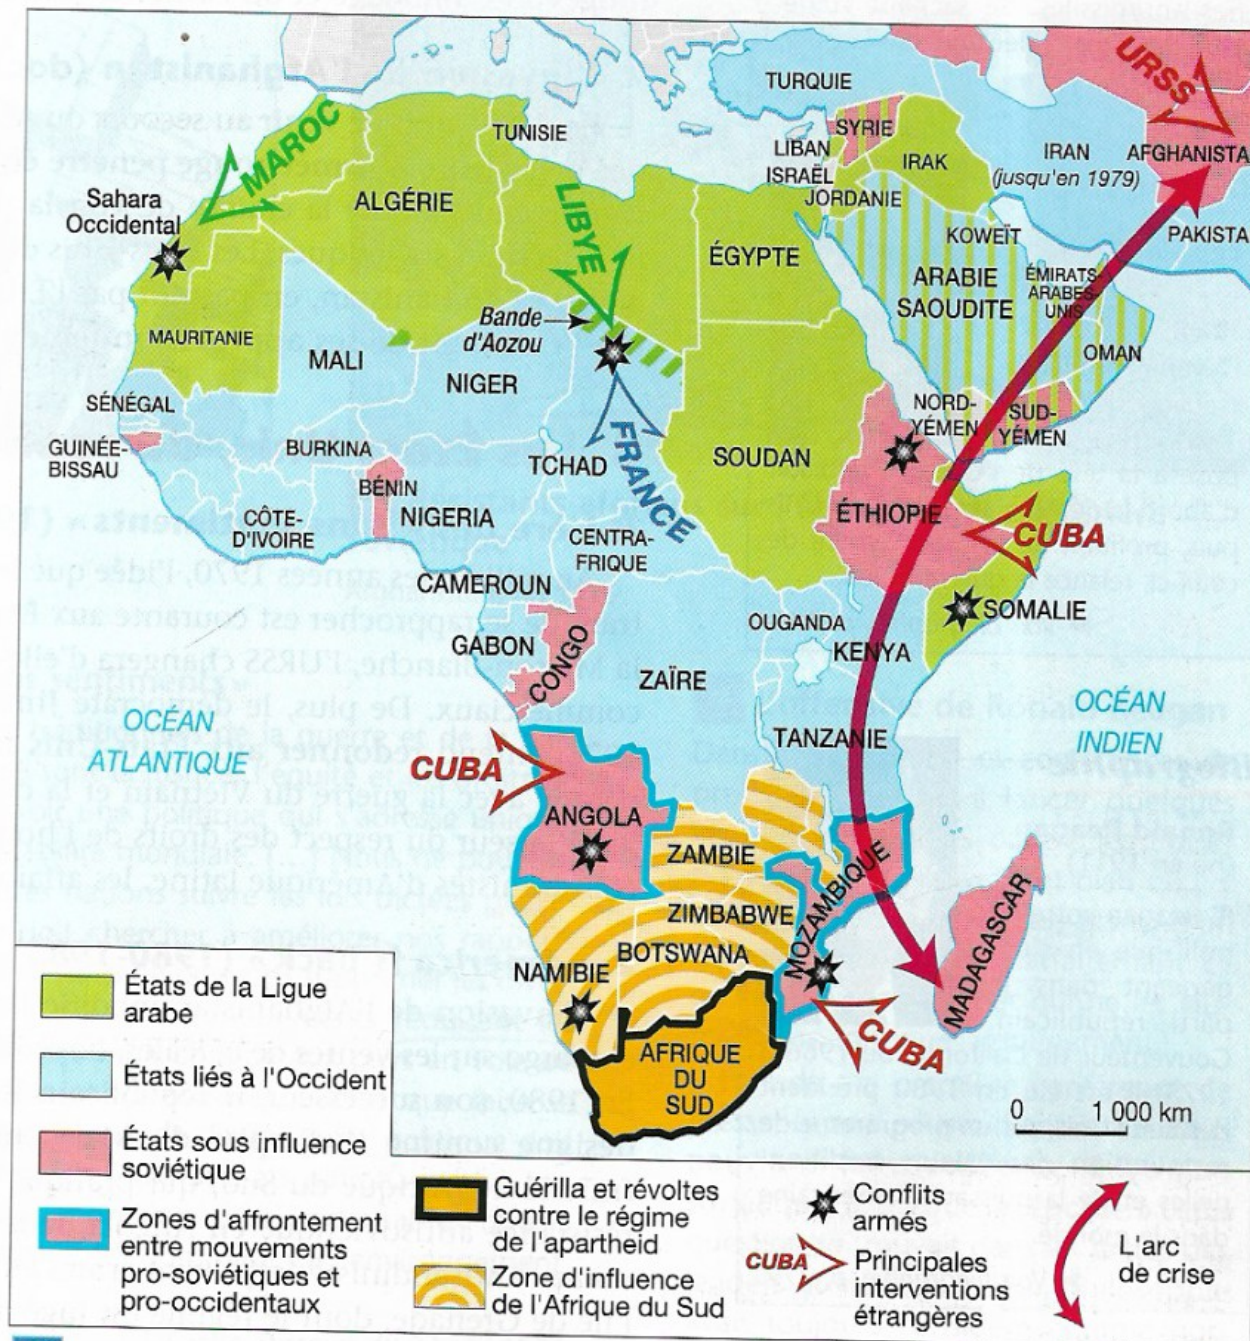 URSS
TURQUIE
MAROC
TUNISIE
SYRIE
LIBAN
IRAK
IRAN
(jusqu'en 1979)
AFGHANISTA
ISRAËL
JORDANIE
Sahara
Occidental
ALGÉRIE
LIBYE
ÉGYPTE
KOWEÏT
PAKISTA
ARABIE
SAOUDITE
ÉMIRATS-
ARABES-
UNIS
Bande
d'Aozou
MAURITANIE
MALI
NIGER
OMAN
SÉNÉGAL
NORD-
YÉMEN
SUD-
YÉMEN
GUINÉE-
BISSAU
BURKINA
TCHAD
FRANCE
SOUDAN
BÉNIN
NIGERIA
ÉTHIOPIE
CUBA
CÔTE-
D'IVOIRE
CENTRA-
FRIQUE
CAMEROUN
SOMALIE
OUGANDA
GABON
CONGO
KENYA
ZAÏRE
OCÉAN
ATLANTIQUE
OCÉAN
INDIEN
TANZANIE
CUBA
ANGOLA
ZAMBIE
MOZAMBIQUE
ZIMBABWE
MADAGASCAR
BOTSWANA
NAMIBIE
CUBA
AFRIQUE
DU
SUD
0 1 000 km
États de la Ligue
arabe
États liés à l'Occident
États sous influence
soviétique
Zones d'affrontement
entre mouvements
pro-soviétiques et
pro-occidentaux
Guérilla et révoltes
contre le régime
de l'apartheid
Zone d'influence
de l'Afrique du Sud
Conflits
armés
CUBA
Principales
interventions
étrangères
L'arc
de crise